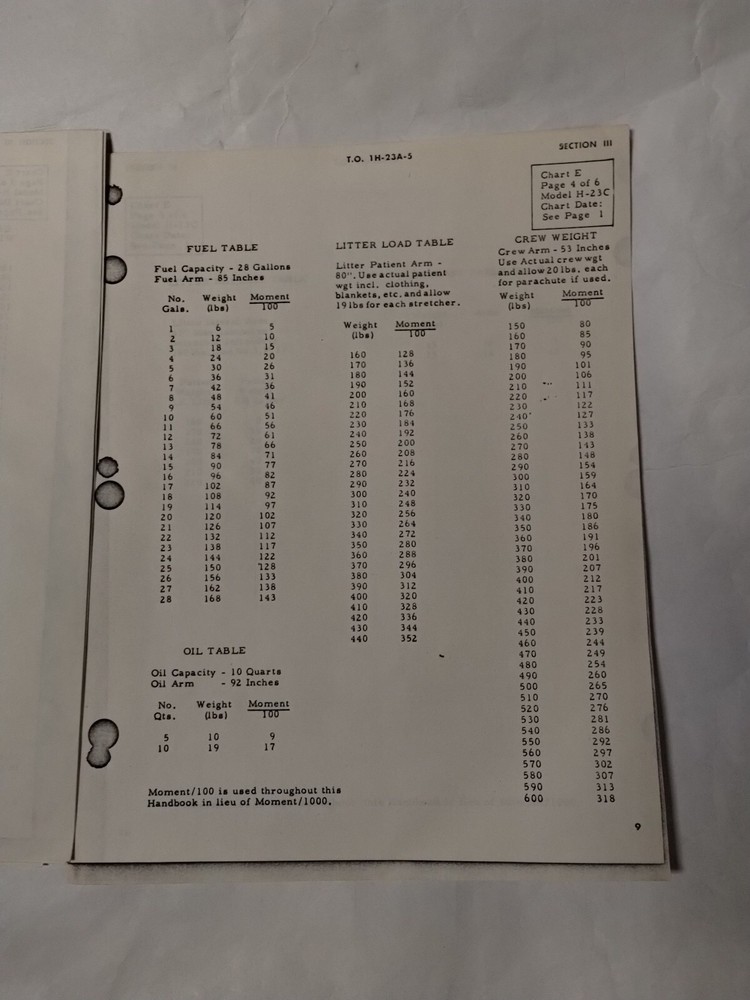 T.O. 1H-23A-5
SECTION III
Chart E
Page 4 of 6
Model H-23C
Chart Date:
See Page 1
FUEL TABLE
Fuel Capacity - 28 Gallons
Fuel Arm - 85 Inches
No. Weight Moment
Gals. (lbs) 100
1 6 5
2 12 10
3 18 15
4 24 20
5 30 26
6 36 31
7 42 36
8 48 41
9 54 46
10 60 51
11 66 56
12 72 61
13 78 66
14 84 71
15 90 77
16 96 82
17 102 87
18 108 92
19 114 97
20 120 102
21 126 107
22 132 112
23 138 117
24 144 122
25 150 128
26 156 133
27 162 138
28 168 143
OIL TABLE
Oil Capacity - 10 Quarts
Oil Arm - 92 Inches
No. Weight Moment
Qts. (lbs) 100
5 10 9
10 19 17
Moment/100 is used throughout this
Handbook in lieu of Moment/1000.
LITTER LOAD TABLE
Litter Patient Arm -
80". Use actual patient
wgt incl. clothing,
blankets, etc. and allow
19 lbs for each stretcher.
Weight Moment
(lbs) 100
160 128
170 136
180 144
190 152
200 160
210 168
220 176
230 184
240 192
250 200
260 208
270 216
280 224
290 232
300 240
310 248
320 256
330 264
340 272
350 280
360 288
370 296
380 304
390 312
400 320
410 328
420 336
430 344
440 352
CREW WEIGHT
Crew Arm - 53 Inches
Use Actual crew wgt
and allow 20 lbs. each
for parachute if used.
Weight Moment
(lbs) 100
150 80
160 85
170 90
180 95
190 101
200 106
210 111
220 117
230 122
240 127
250 133
260 138
270 143
280 148
290 154
300 159
310 164
320 170
330 175
340 180
350 186
360 191
370 196
380 201
390 207
400 212
410 217
420 223
430 228
440 233
450 239
460 244
470 249
480 254
490 260
500 265
510 270
520 276
530 281
540 286
550 292
560 297
570 302
580 307
590 313
600 318
9